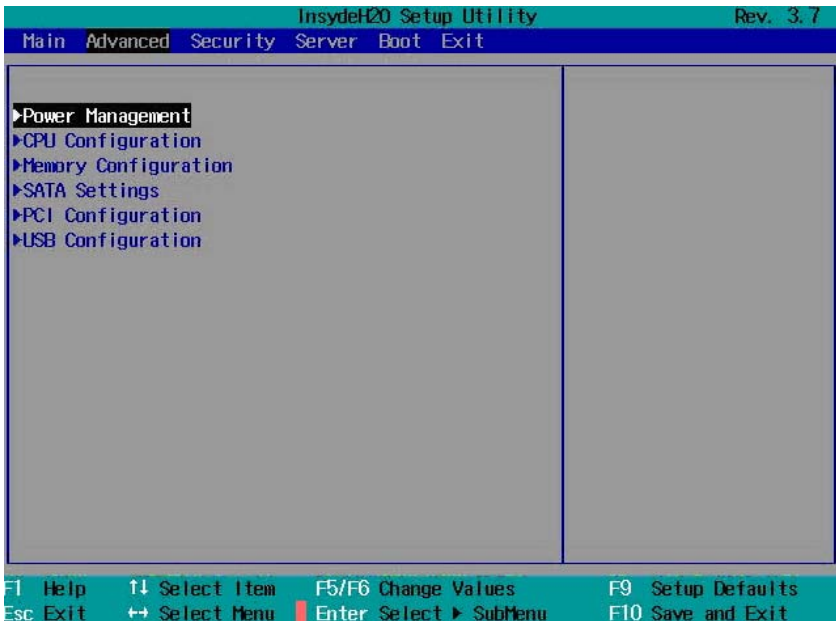 InsydeH2O Setup Utility Rev. 3.7
Main Advanced Security Server Boot Exit
▶Power Management
▶CPU Configuration
▶Memory Configuration
▶SATA Settings
▶PCI Configuration
▶USB Configuration
F1 Help ↑↓ Select Item F5/F6 Change Values F9 Setup Defaults
Esc Exit ↔ Select Menu Enter Select ▶ SubMenu F10 Save and Exit